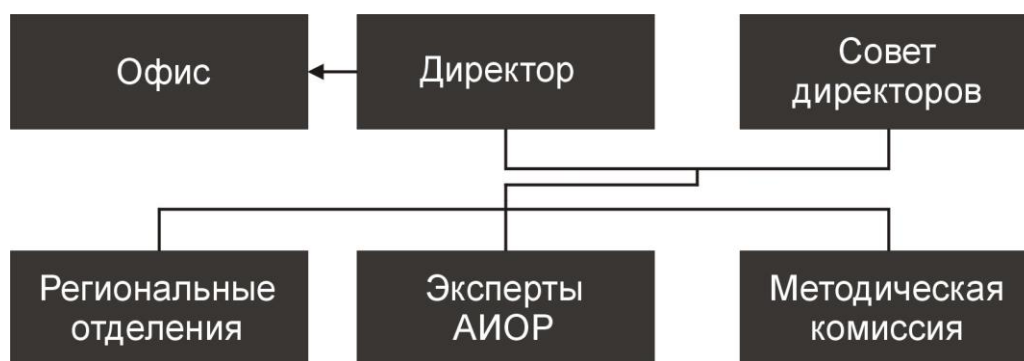 Офис
Директор
Совет
директоров
Региональные
отделения
Эксперты
АИОР
Методическая
комиссия